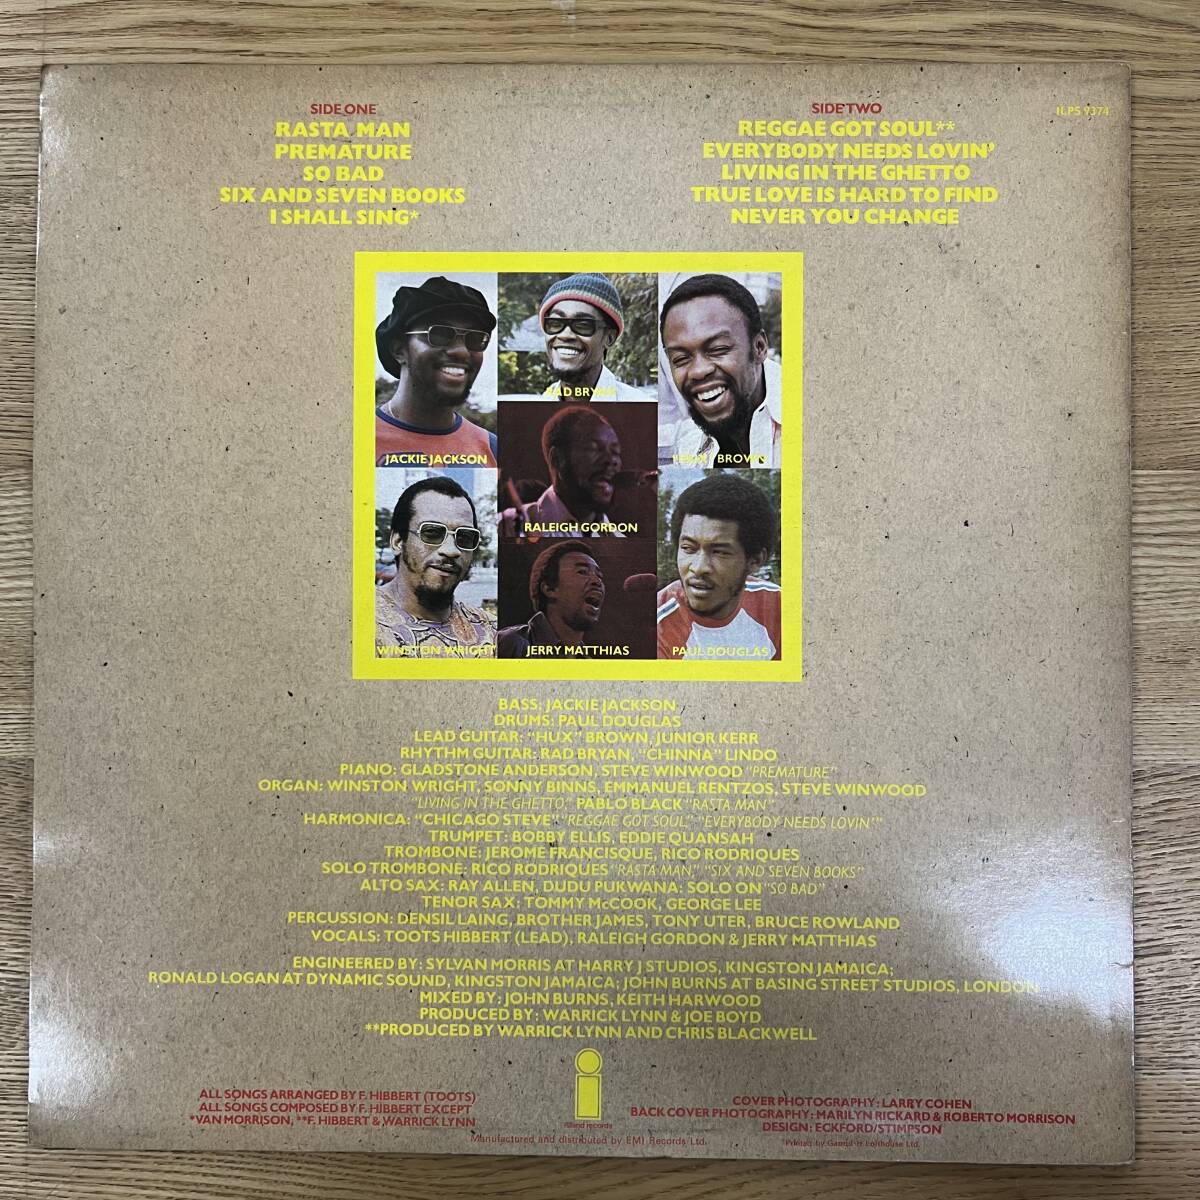 SIDE ONE
RASTA MAN
PREMATURE
SO BAD
SIX AND SEVEN BOOKS
I SHALL SING*
SIDE TWO
REGGAE GOT SOUL**
EVERYBODY NEEDS LOVIN'
LIVING IN THE GHETTO
TRUE LOVE IS HARD TO FIND
NEVER YOU CHANGE
ILPS 9374
RAD BRYAN
JACKIE JACKSON
"HUX" BROWN
RALEIGH GORDON
WINSTON WRIGHT
JERRY MATTHIAS
PAUL DOUGLAS
BASS: JACKIE JACKSON
DRUMS: PAUL DOUGLAS
LEAD GUITAR: "HUX" BROWN, JUNIOR KERR
RHYTHM GUITAR: RAD BRYAN, "CHINNA" LINDO
PIANO: GLADSTONE ANDERSON, STEVE WINWOOD "PREMATURE"
ORGAN: WINSTON WRIGHT, SONNY BINNS, EMMANUEL RENTZOS, STEVE WINWOOD
"LIVING IN THE GHETTO," PABLO BLACK "RASTA MAN"
HARMONICA: "CHICAGO STEVE" "REGGAE GOT SOUL," "EVERYBODY NEEDS LOVIN'"
TRUMPET: BOBBY ELLIS, EDDIE QUANSAH
TROMBONE: JEROME FRANCISQUE, RICO RODRIQUES
SOLO TROMBONE: RICO RODRIQUES "RASTA MAN," "SIX AND SEVEN BOOKS"
ALTO SAX: RAY ALLEN, DUDU PUKWANA: SOLO ON "SO BAD"
TENOR SAX: TOMMY McCOOK, GEORGE LEE
PERCUSSION: DENSIL LAING, BROTHER JAMES, TONY UTER, BRUCE ROWLAND
VOCALS: TOOTS HIBBERT (LEAD), RALEIGH GORDON & JERRY MATTHIAS
ENGINEERED BY: SYLVAN MORRIS AT HARRY J STUDIOS, KINGSTON JAMAICA;
RONALD LOGAN AT DYNAMIC SOUND, KINGSTON JAMAICA; JOHN BURNS AT BASING STREET STUDIOS, LONDON
MIXED BY: JOHN BURNS, KEITH HARWOOD
PRODUCED BY: WARRICK LYNN & JOE BOYD
**PRODUCED BY WARRICK LYNN AND CHRIS BLACKWELL
ALL SONGS ARRANGED BY F. HIBBERT (TOOTS)
ALL SONGS COMPOSED BY F. HIBBERT EXCEPT
*VAN MORRISON, **F. HIBBERT & WARRICK LYNN
island records
COVER PHOTOGRAPHY: LARRY COHEN
BACK COVER PHOTOGRAPHY: MARILYN RICKARD & ROBERTO MORRISON
DESIGN: ECKFORD/STIMPSON
Manufactured and distributed by EMI Records Ltd.
Printed by Garrod & Lofthouse Ltd.